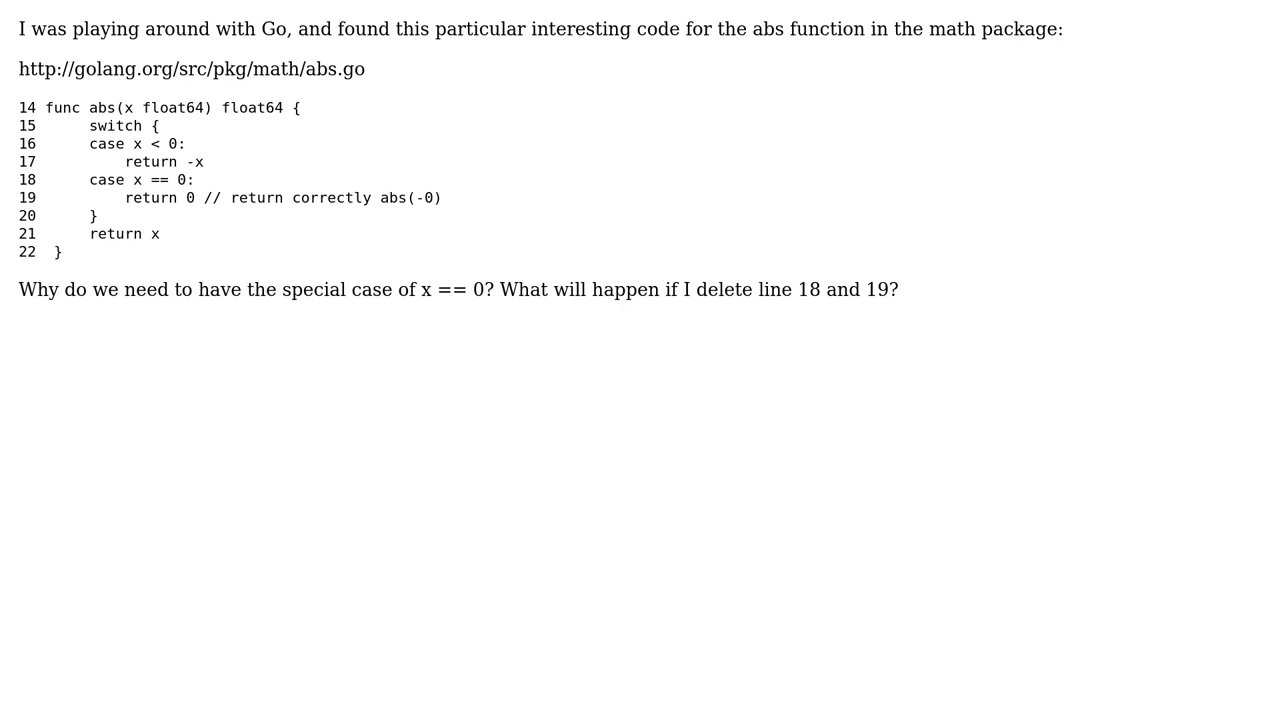 I was playing around with Go, and found this particular interesting code for the abs function in the math package:
http://golang.org/src/pkg/math/abs.go
14 func abs(x float64) float64 {
15      switch {
16      case x < 0:
17          return -x
18      case x == 0:
19          return 0 // return correctly abs(-0)
20      }
21      return x
22  }
Why do we need to have the special case of x == 0? What will happen if I delete line 18 and 19?